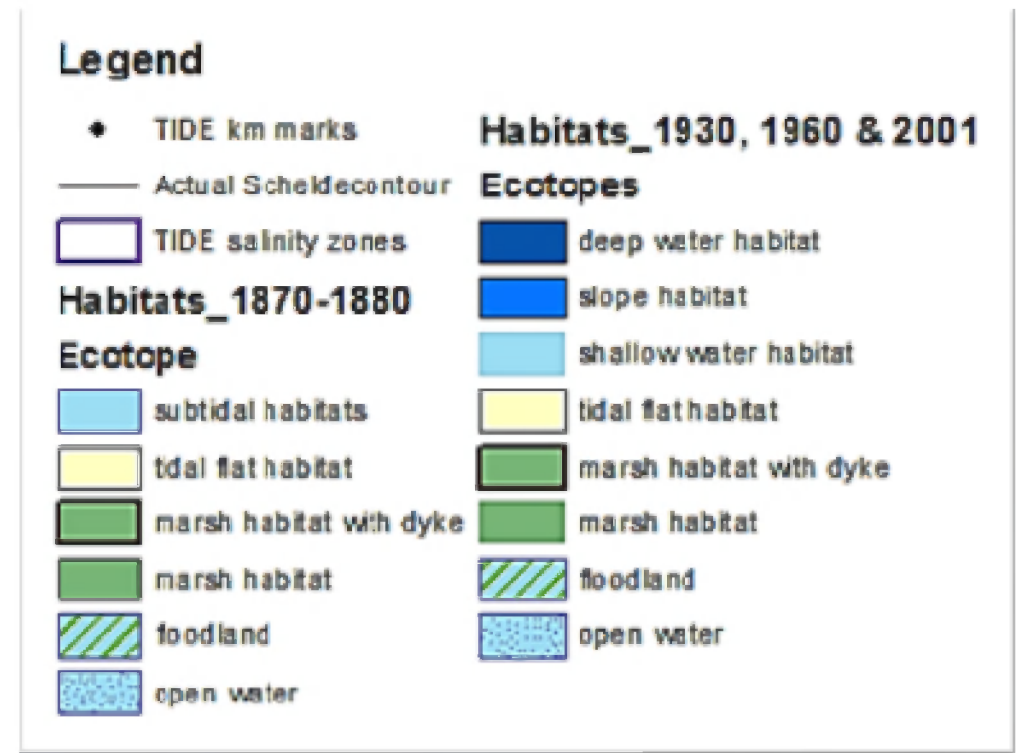 Legend
TIDE km marks
Actual Scheldecontour
TIDE salinity zones
Habitats_1870-1880
Ecotope
subtidal habitats
tidal flat habitat
marsh habitat with dyke
marsh habitat
foodland
open water
Habitats_1930, 1960 & 2001
Ecotopes
deep water habitat
slope habitat
shallow water habitat
tidal flat habitat
marsh habitat with dyke
marsh habitat
floodland
open water